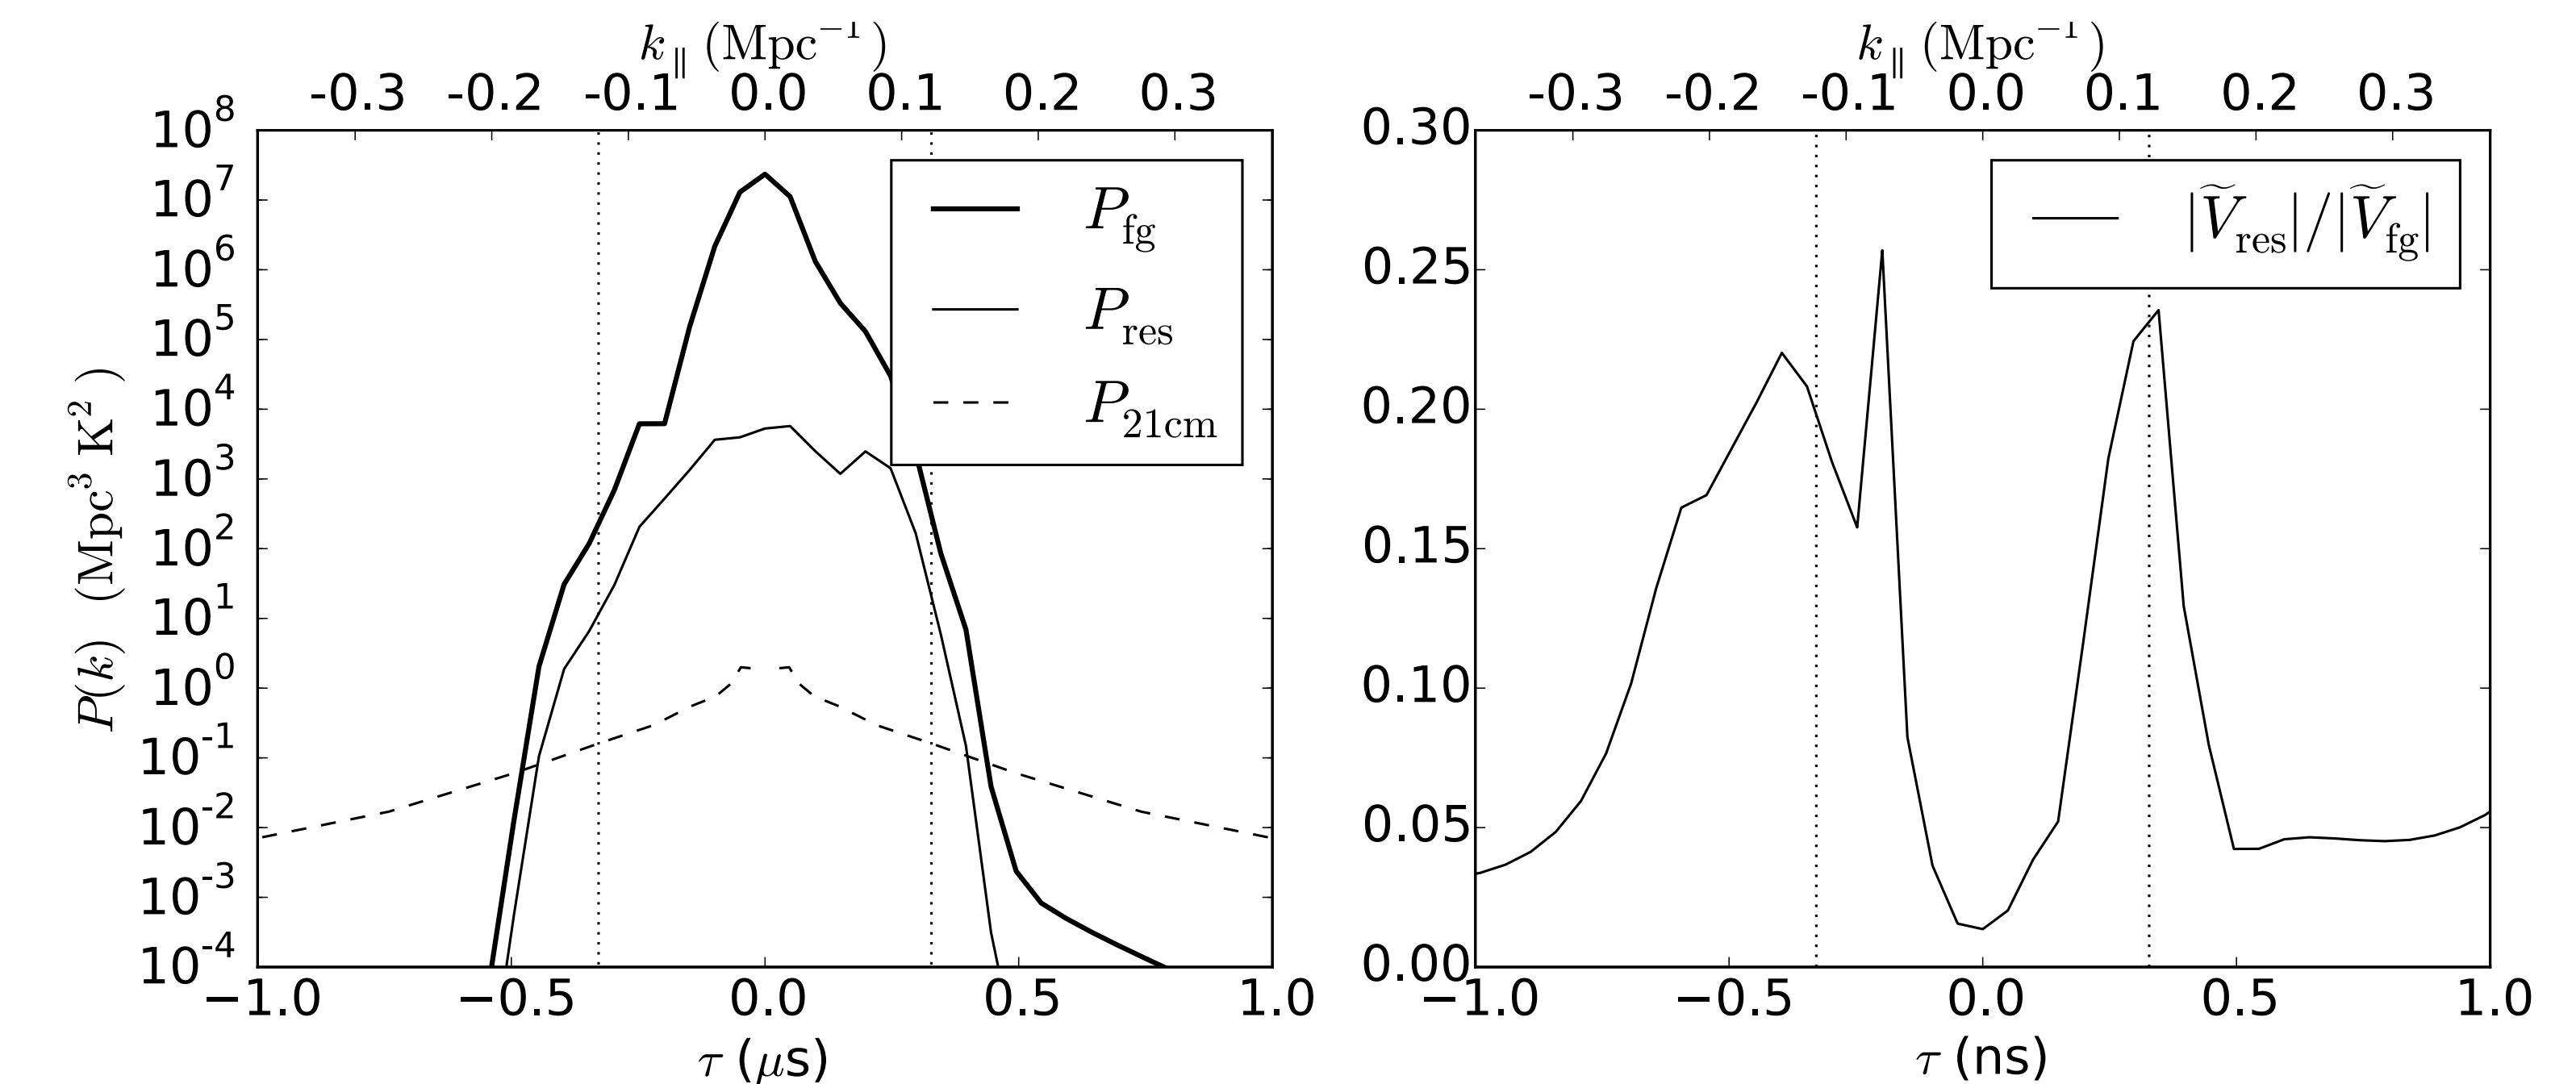 k∥ (Mpc⁻¹)
-0.3 -0.2 -0.1 0.0 0.1 0.2 0.3
10⁸
10⁷
10⁶
10⁵
10⁴
10³
10²
10¹
10⁰
10⁻¹
10⁻²
10⁻³
10⁻⁴
P(k) (Mpc³ K²)
P_fg
P_res
P_21cm
−1.0 −0.5 0.0 0.5 1.0
τ (μs)
k∥ (Mpc⁻¹)
-0.3 -0.2 -0.1 0.0 0.1 0.2 0.3
0.30
0.25
0.20
0.15
0.10
0.05
0.00
|Ṽ_res|/|Ṽ_fg|
−1.0 −0.5 0.0 0.5 1.0
τ (ns)